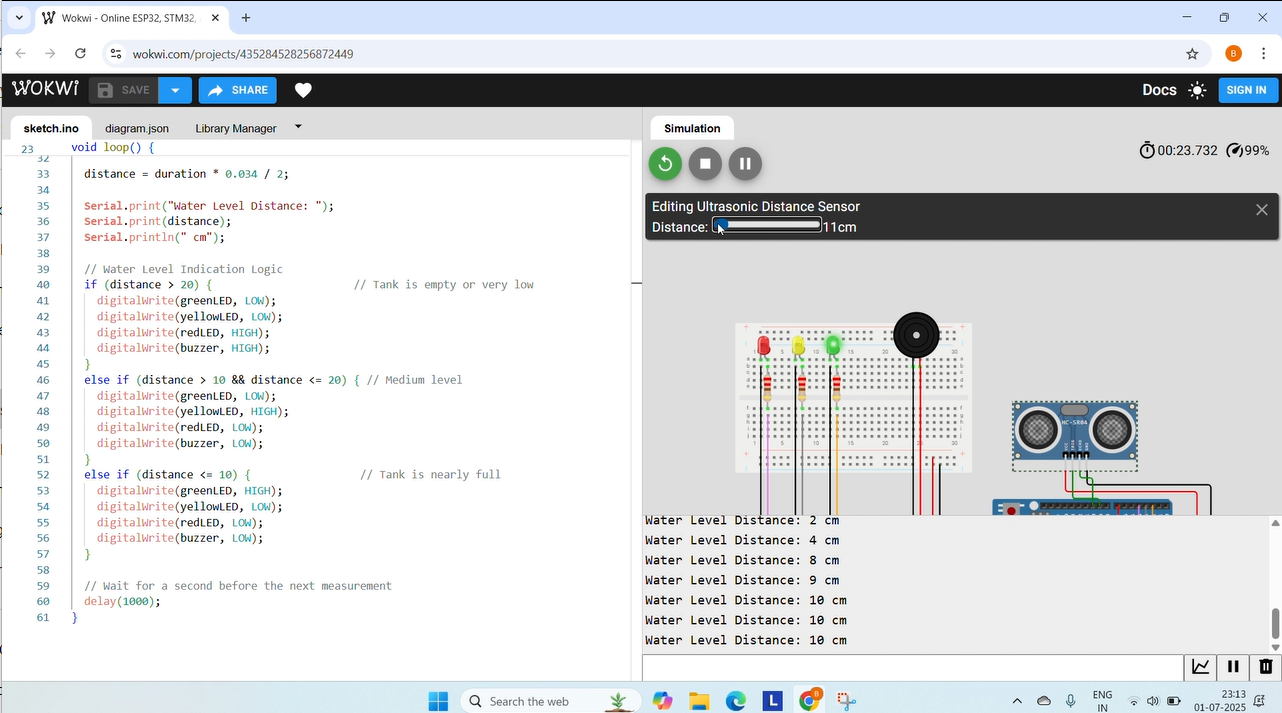 Wokwi - Online ESP32, STM32,
wokwi.com/projects/435284528256872449
B
WOKWi
SAVE
SHARE
Docs
SIGN IN
sketch.ino
diagram.json
Library Manager
Simulation
00:23.732
99%
Editing Ultrasonic Distance Sensor
Distance:
11cm
23 void loop() {
32
33 distance = duration * 0.034 / 2;
34
35 Serial.print("Water Level Distance: ");
36 Serial.print(distance);
37 Serial.println(" cm");
38
39 // Water Level Indication Logic
40 if (distance > 20) { // Tank is empty or very low
41 digitalWrite(greenLED, LOW);
42 digitalWrite(yellowLED, LOW);
43 digitalWrite(redLED, HIGH);
44 digitalWrite(buzzer, HIGH);
45 }
46 else if (distance > 10 && distance <= 20) { // Medium level
47 digitalWrite(greenLED, LOW);
48 digitalWrite(yellowLED, HIGH);
49 digitalWrite(redLED, LOW);
50 digitalWrite(buzzer, LOW);
51 }
52 else if (distance <= 10) { // Tank is nearly full
53 digitalWrite(greenLED, HIGH);
54 digitalWrite(yellowLED, LOW);
55 digitalWrite(redLED, LOW);
56 digitalWrite(buzzer, LOW);
57 }
58
59 // Wait for a second before the next measurement
60 delay(1000);
61 }
HC-SR04
Water Level Distance: 2 cm
Water Level Distance: 4 cm
Water Level Distance: 8 cm
Water Level Distance: 9 cm
Water Level Distance: 10 cm
Water Level Distance: 10 cm
Water Level Distance: 10 cm
Search the web
L
B
ENG
IN
23:13
01-07-2025